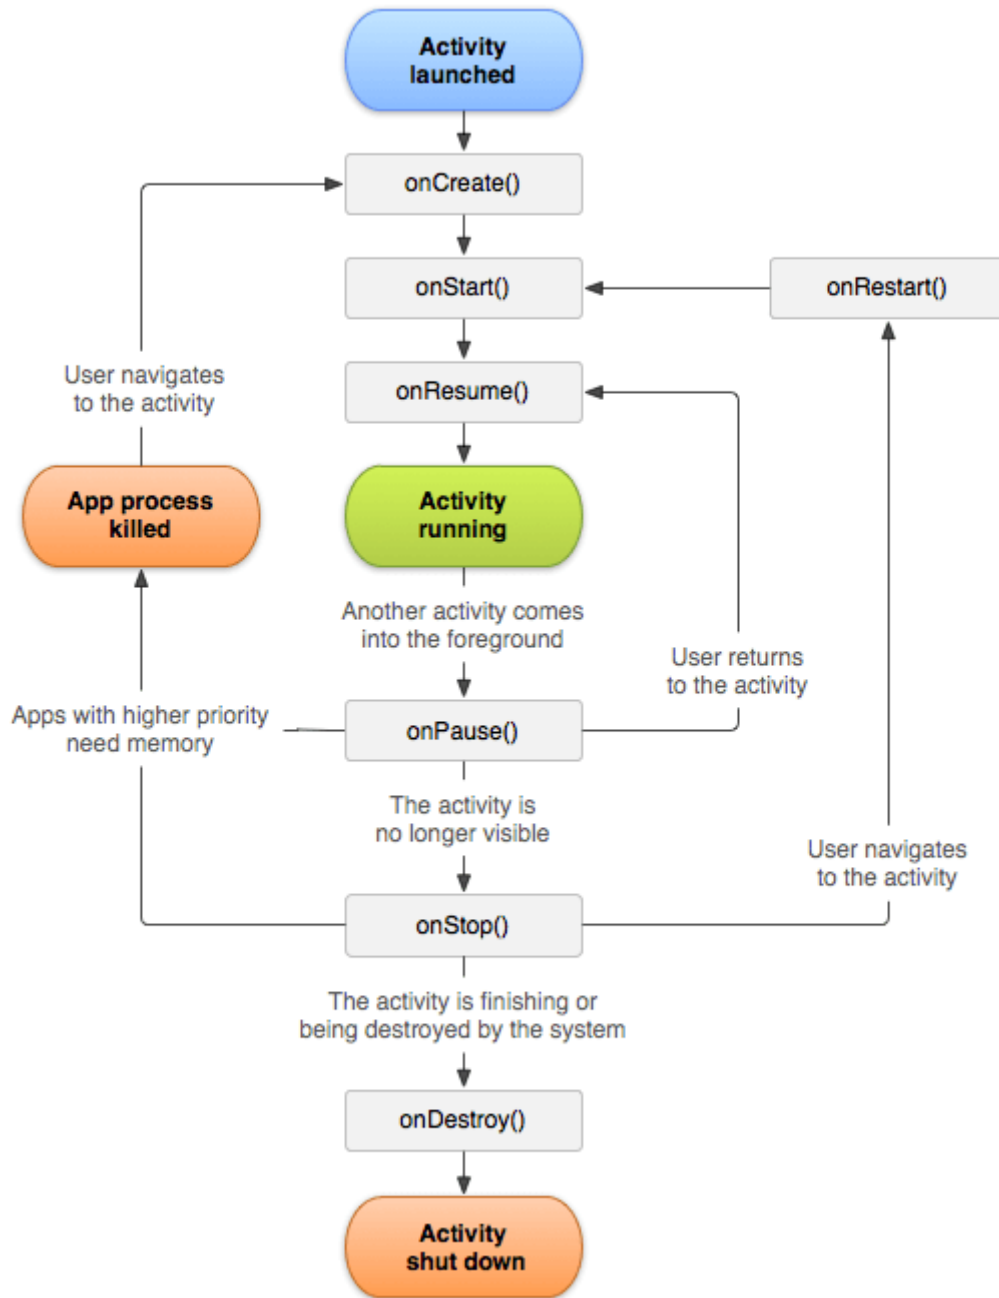 Activity
launched
onCreate()
onStart()
onRestart()
onResume()
User navigates
to the activity
App process
killed
Activity
running
Another activity comes
into the foreground
User returns
to the activity
Apps with higher priority
need memory
onPause()
The activity is
no longer visible
User navigates
to the activity
onStop()
The activity is finishing or
being destroyed by the system
onDestroy()
Activity
shut down